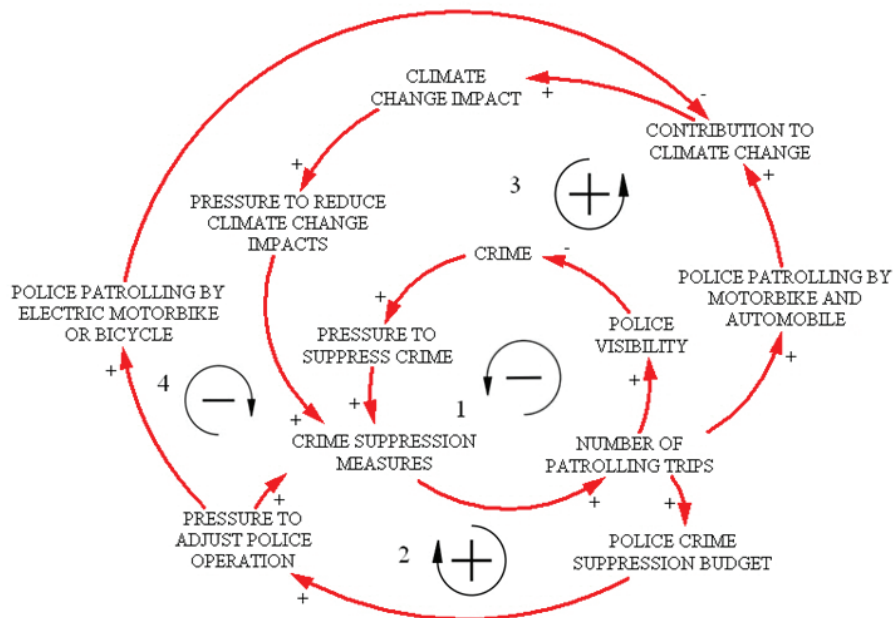 CLIMATE
CHANGE IMPACT
+
-
CONTRIBUTION TO
CLIMATE CHANGE
+
+
PRESSURE TO REDUCE
CLIMATE CHANGE
IMPACTS
3
+
CRIME
-
POLICE PATROLLING BY
ELECTRIC MOTORBIKE
OR BICYCLE
+
POLICE PATROLLING BY
MOTORBIKE AND
AUTOMOBILE
+
+
PRESSURE TO
SUPPRESS CRIME
POLICE
VISIBILITY
+
4
−
1
−
+
+
CRIME SUPPRESSION
MEASURES
NUMBER OF
PATROLLING TRIPS
+
+
+
PRESSURE TO
ADJUST POLICE
OPERATION
2
+
POLICE CRIME
SUPPRESSION BUDGET
+